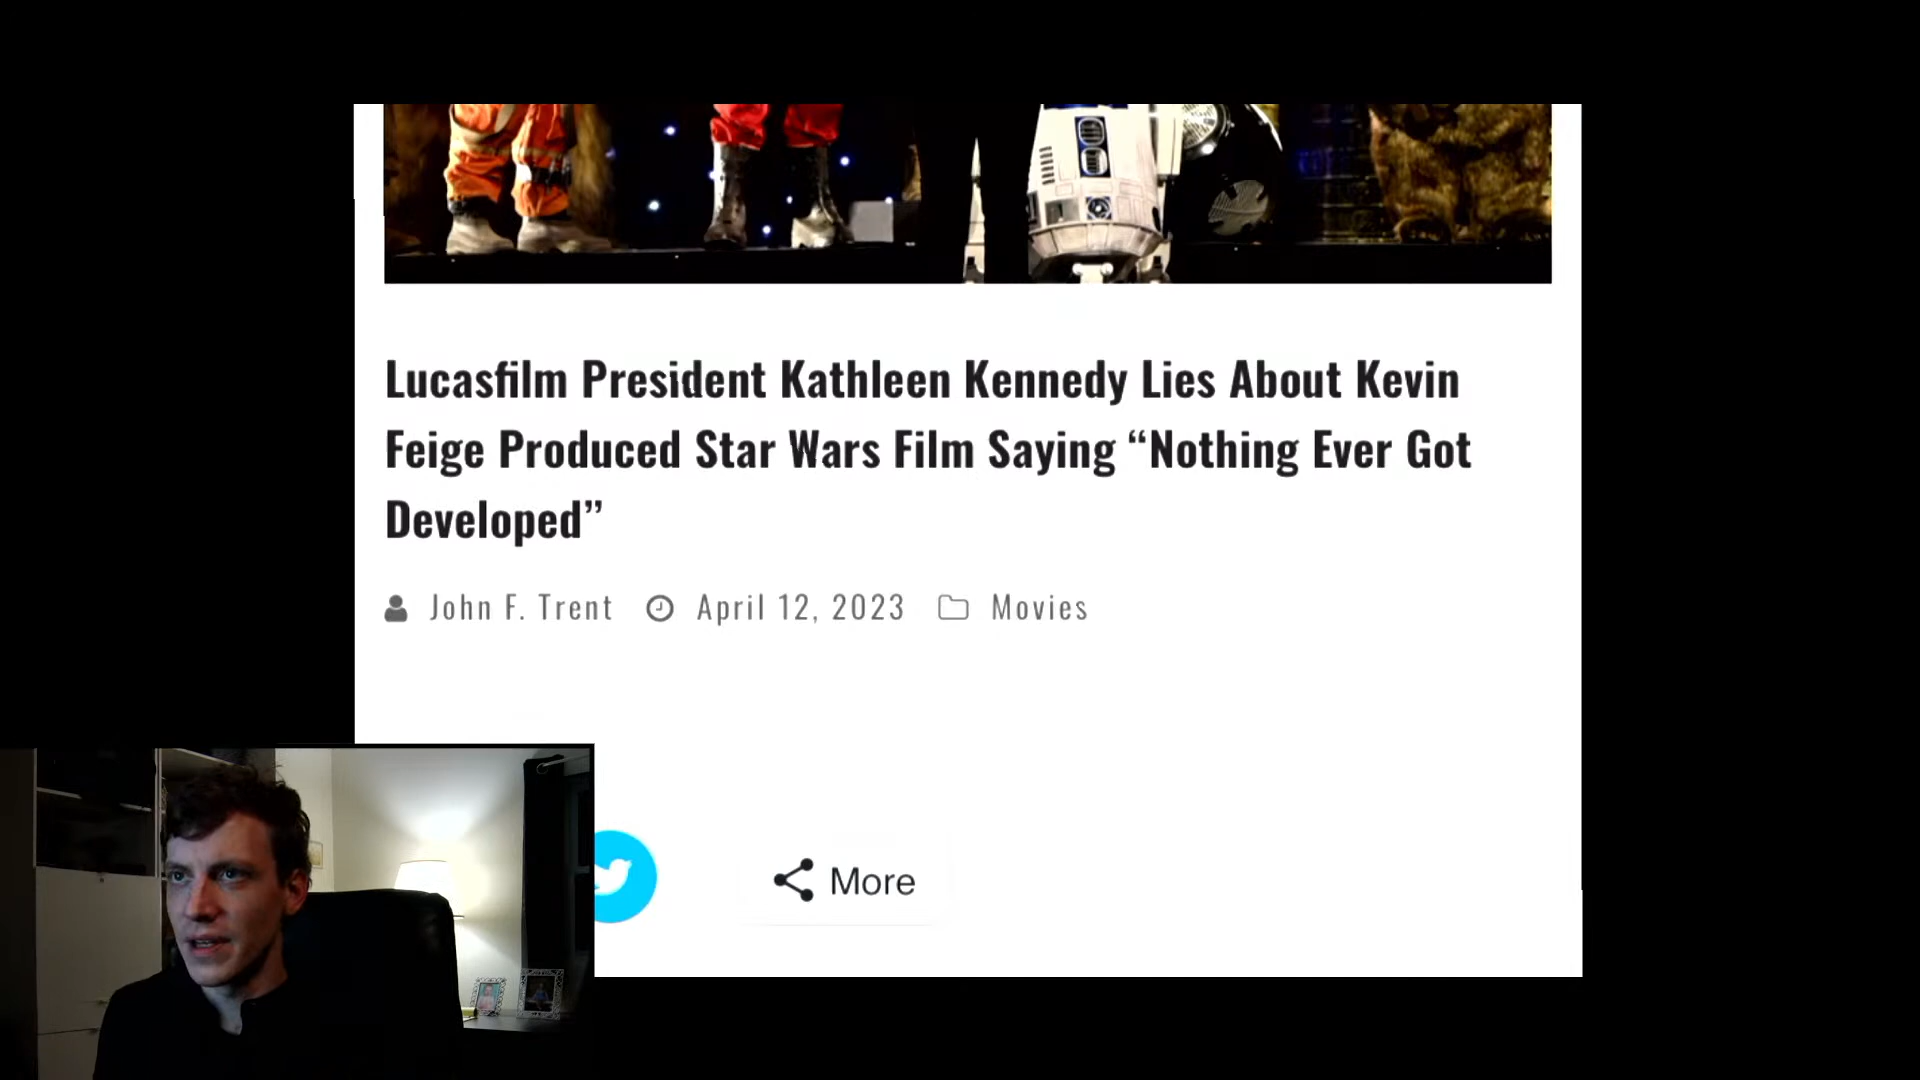 Lucasfilm President Kathleen Kennedy Lies About Kevin
Feige Produced Star Wars Film Saying “Nothing Ever Got
Developed”
John F. Trent April 12, 2023 Movies
More